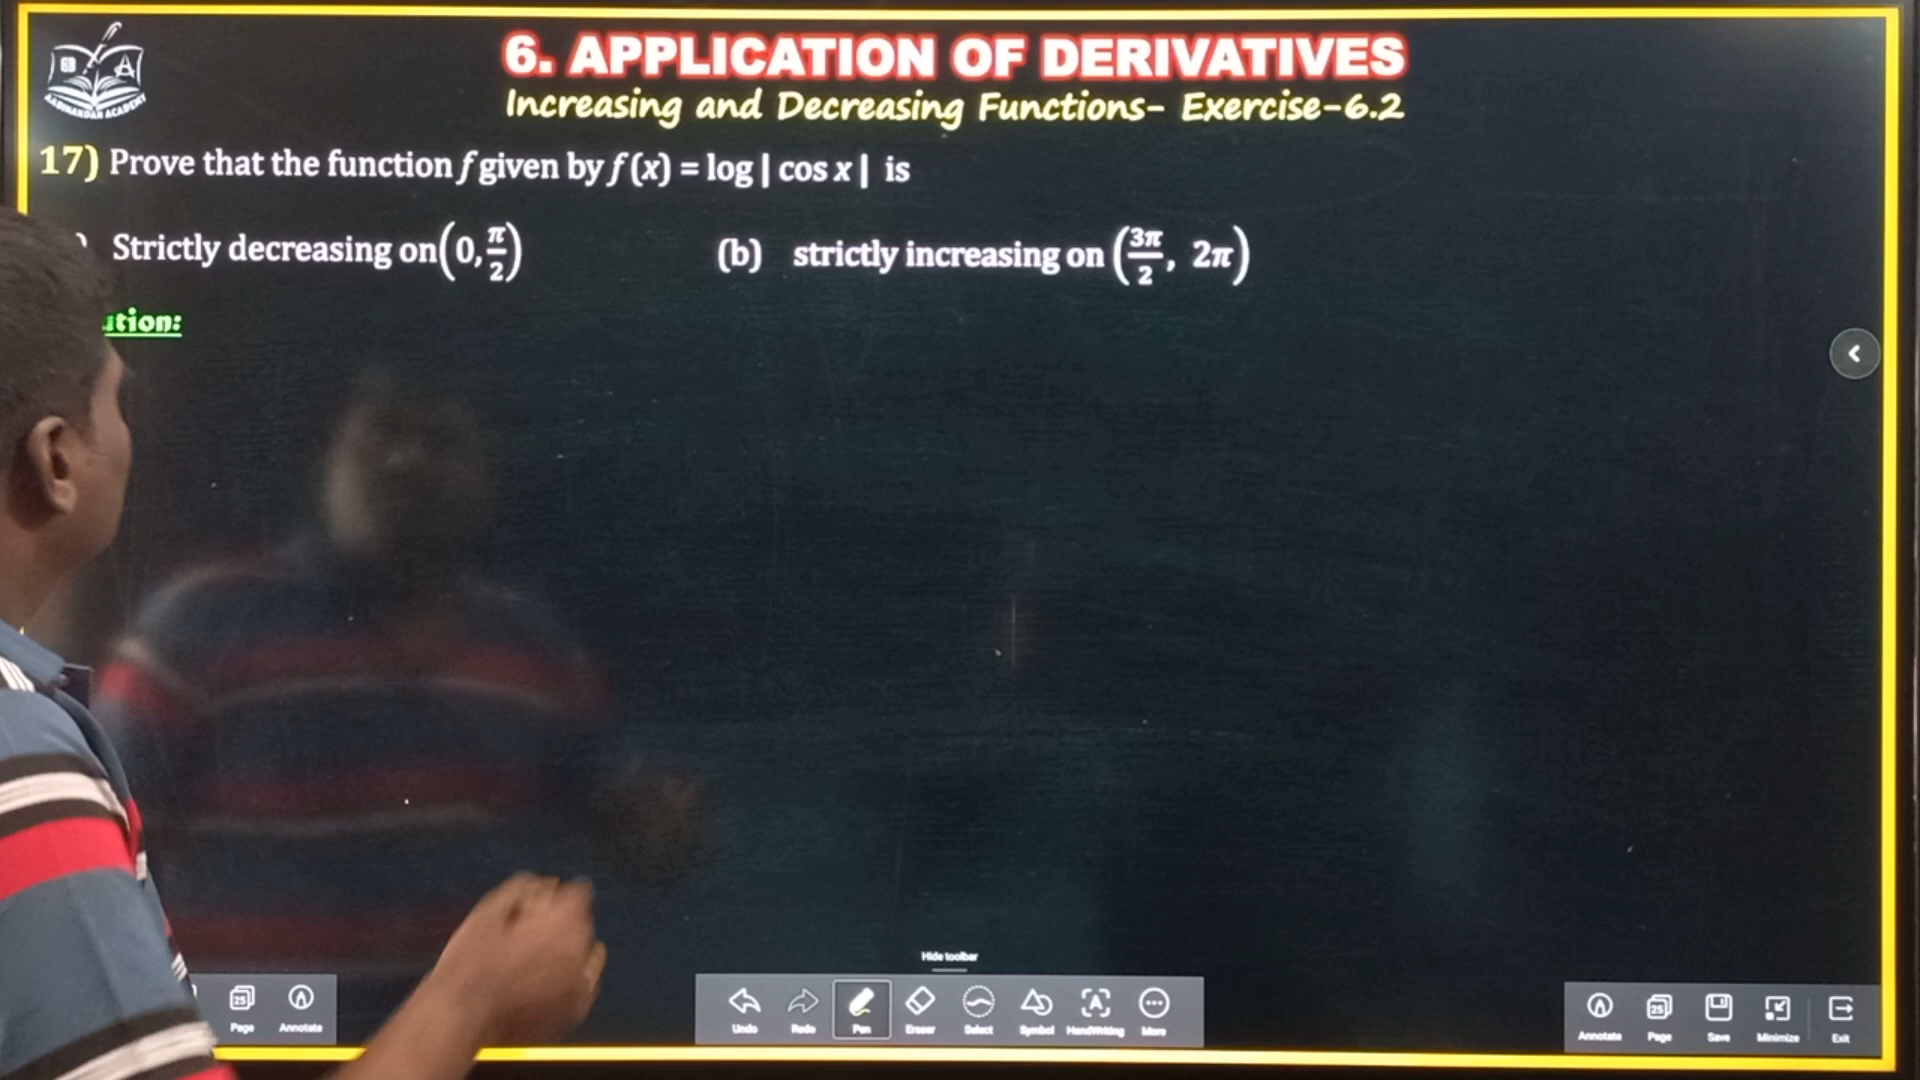 6. APPLICATION OF DERIVATIVES
Increasing and Decreasing Functions- Exercise-6.2
17) Prove that the function f given by f (x) = log | cos x | is
Strictly decreasing on (0, π/2) (b) strictly increasing on (3π/2, 2π)
ution:
Hide toolbar
25 Page Annotate
Undo Redo Pen Eraser Select Symbol HandWriting More
Annotate 25 Page Save Minimize Exit